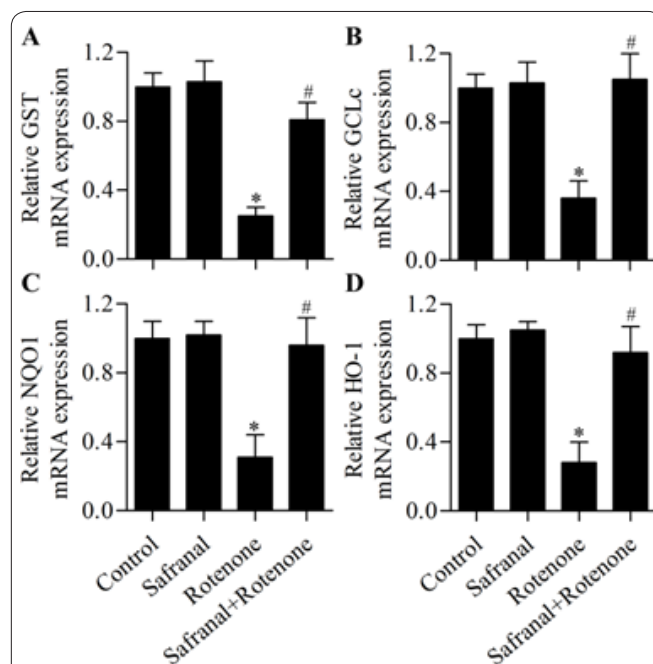 A
Relative GST
mRNA expression
1.2
0.8
0.4
0.0
*
#
B
Relative GCLc
mRNA expression
1.2
0.8
0.4
0.0
*
#
C
Relative NQO1
mRNA expression
1.2
0.8
0.4
0.0
*
#
Control
Safranal
Rotenone
Safranal+Rotenone
D
Relative HO-1
mRNA expression
1.2
0.8
0.4
0.0
*
#
Control
Safranal
Rotenone
Safranal+Rotenone